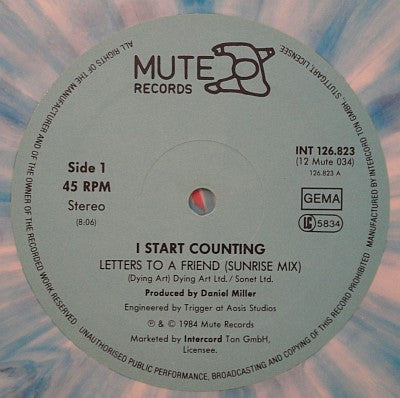 ALL RIGHTS OF THE MANUFACTURER AND OF THE OWNER OF THE RECORDED WORK RESERVED
UNAUTHORISED PUBLIC PERFORMANCE, BROADCASTING AND COPYING OF THIS RECORD PROHIBITED
MANUFACTURED BY INTERCORD TON GMBH · STUTTGART LICENSEE
MUTE
RECORDS
INT 126.823
(12 Mute 034)
126.823 A
Side 1
45 RPM
Stereo
(8:06)
GEMA
LC 5834
I START COUNTING
LETTERS TO A FRIEND (SUNRISE MIX)
(Dying Art) Dying Art Ltd. / Sonet Ltd.
Produced by Daniel Miller
Engineered by Trigger at Aosis Studios
℗ & © 1984 Mute Records
Marketed by Intercord Ton GmbH,
Licensee.